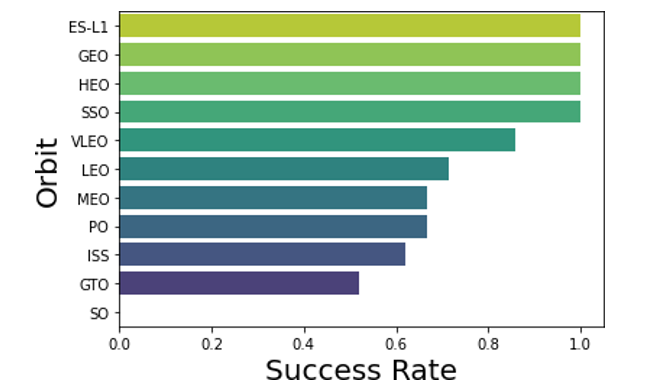 ES-L1
GEO
HEO
SSO
VLEO
LEO
MEO
PO
ISS
GTO
SO
Orbit
0.0 0.2 0.4 0.6 0.8 1.0
Success Rate